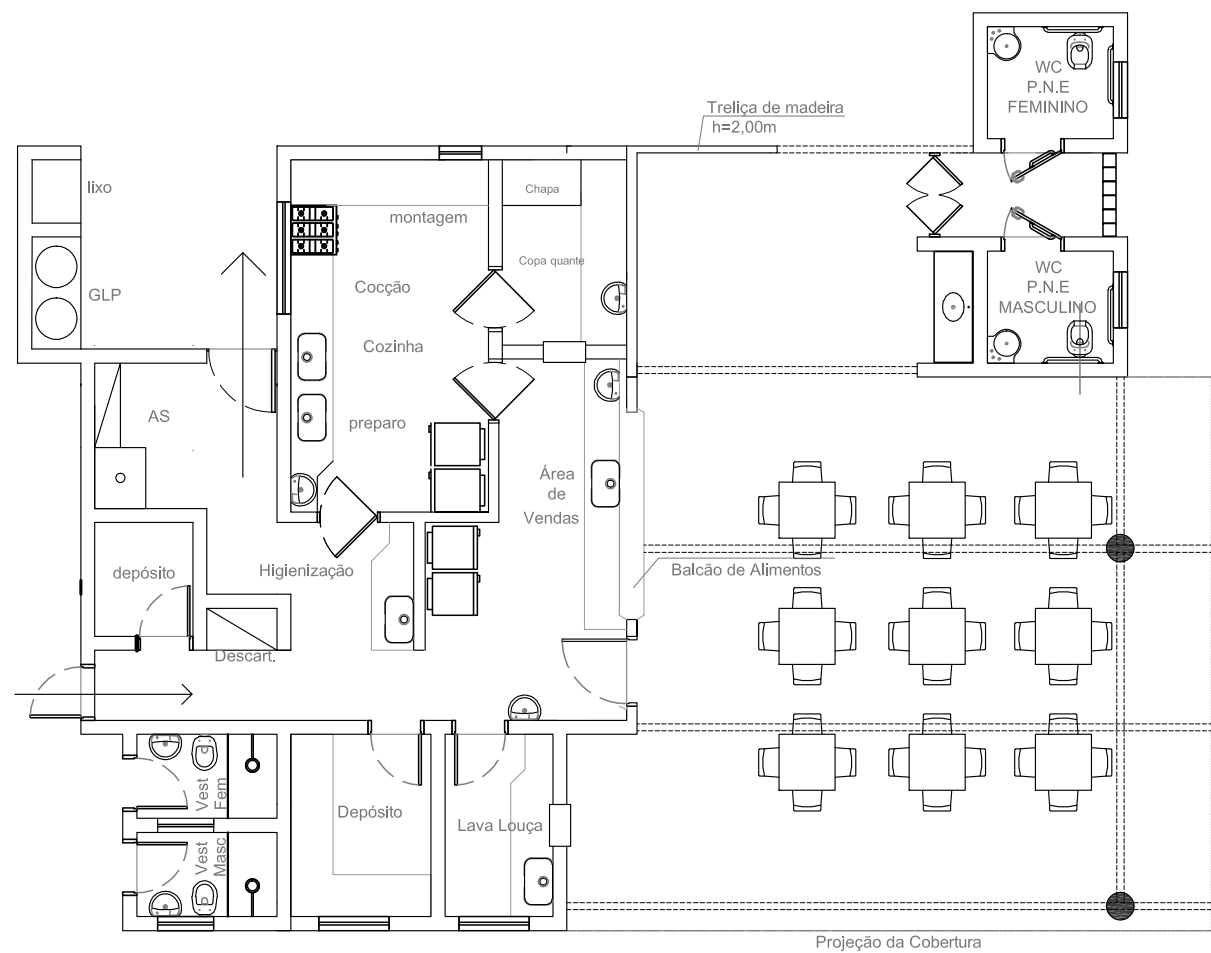 WC
P.N.E
FEMININO
Treliça de madeira
h=2,00m
lixo
Chapa
montagem
Copa quante
WC
P.N.E
MASCULINO
Cocção
GLP
Cozinha
AS
preparo
Área
de
Vendas
depósito
Higienização
Balcão de Alimentos
Descart.
Vest
Fem
Depósito
Lava Louça
Vest
Masc
Projeção da Cobertura